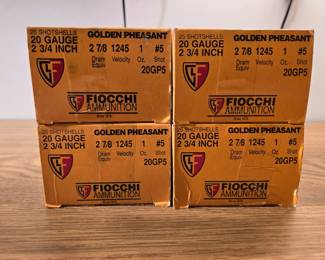 25 SHOTSHELLS
20 GAUGE
2 3/4 INCH
GOLDEN PHEASANT
2 7/8 1245 1 #5
Dram Equiv. Velocity Oz. Shot
20GP5
FIOCCHI
AMMUNITION
25 SHOTSHELLS
20 GAUGE
2 3/4 INCH
GOLDEN PHEASANT
2 7/8 1245 1 #5
Dram Equiv. Velocity Oz. Shot
20GP5
FIOCCHI
AMMUNITION
25 SHOTSHELLS
20 GAUGE
2 3/4 INCH
GOLDEN PHEASANT
2 7/8 1245 1 #5
Dram Equiv. Velocity Oz. Shot
20GP5
FIOCCHI
AMMUNITION
25 SHOTSHELLS
20 GAUGE
2 3/4 INCH
GOLDEN PHEASANT
2 7/8 1245 1 #5
Dram Equiv. Velocity Oz. Shot
20GP5
FIOCCHI
AMMUNITION